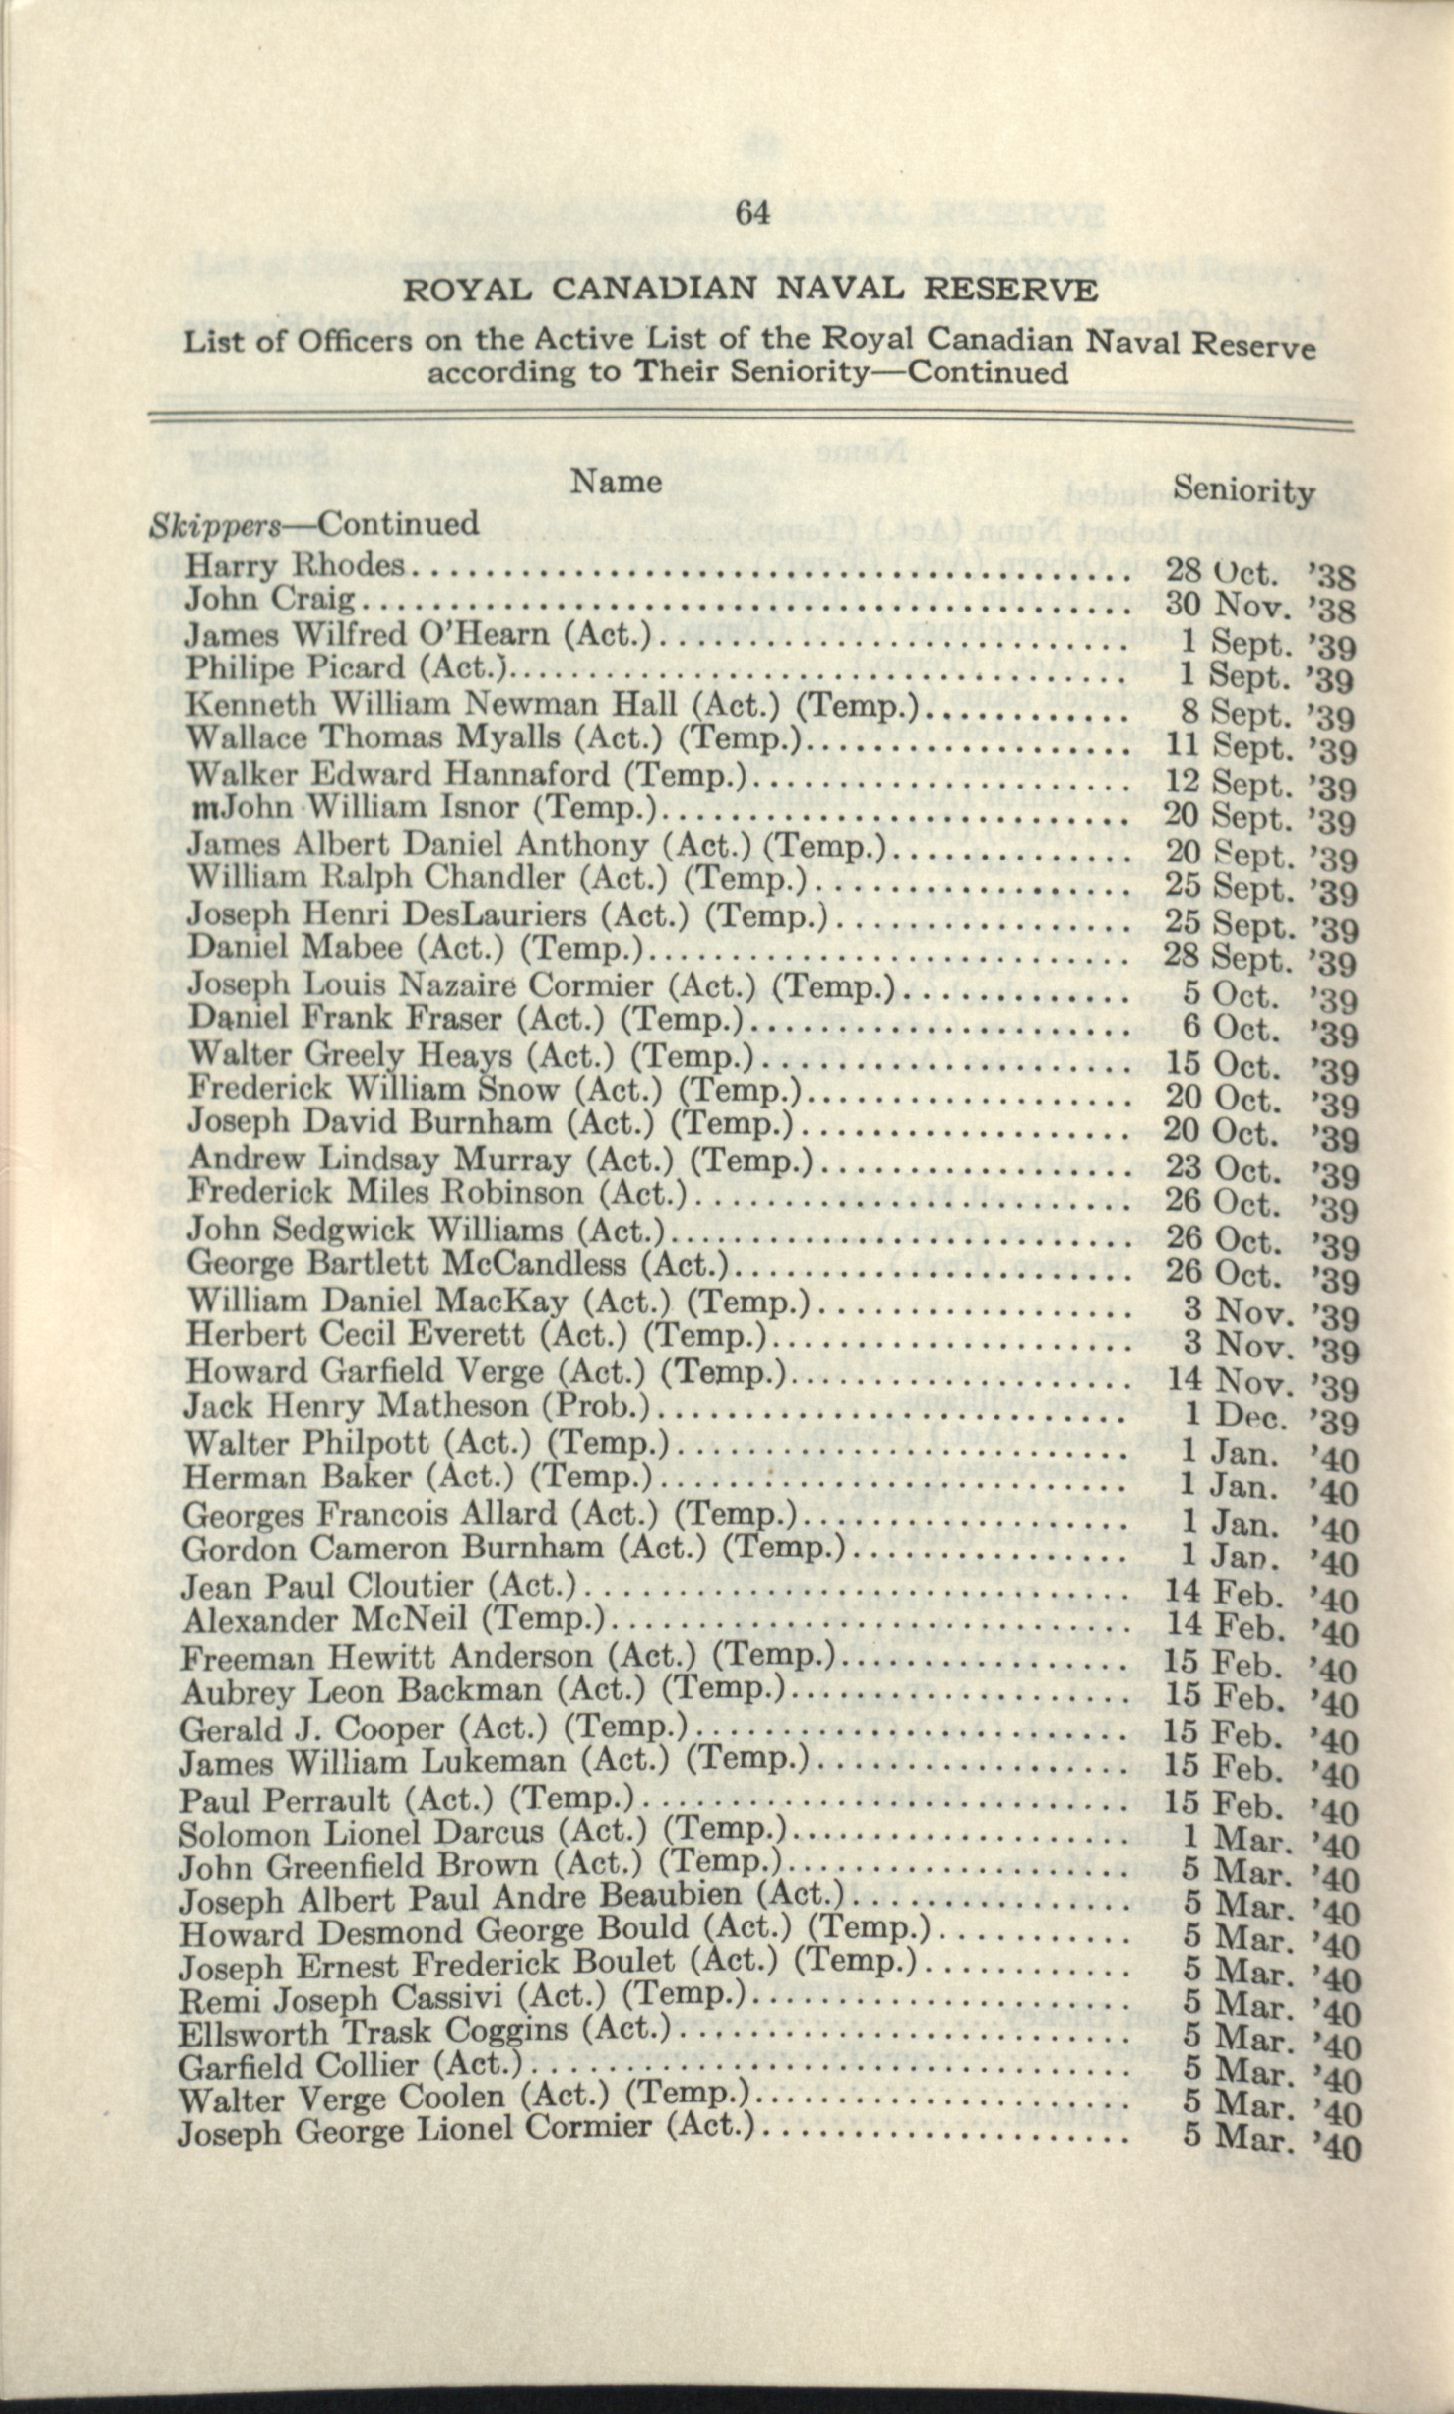 64
ROYAL CANADIAN NAVAL RESERVE
List of Officers on the Active List of the Royal Canadian Naval Reserve
according to Their Seniority—Continued
Name Seniority
Skippers—Continued
Harry Rhodes 28 Oct. '38
John Craig 30 Nov. '38
James Wilfred O'Hearn (Act.) 1 Sept. '39
Philipe Picard (Act.) 1 Sept. '39
Kenneth William Newman Hall (Act.) (Temp.) 8 Sept. '39
Wallace Thomas Myalls (Act.) (Temp.) 11 Sept. '39
Walker Edward Hannaford (Temp.) 12 Sept. '39
mJohn William Isnor (Temp.) 20 Sept. '39
James Albert Daniel Anthony (Act.) (Temp.) 20 Sept. '39
William Ralph Chandler (Act.) (Temp.) 25 Sept. '39
Joseph Henri DesLauriers (Act.) (Temp.) 25 Sept. '39
Daniel Mabee (Act.) (Temp.) 28 Sept. '39
Joseph Louis Nazaire Cormier (Act.) (Temp.) 5 Oct. '39
Daniel Frank Fraser (Act.) (Temp.) 6 Oct. '39
Walter Greely Heays (Act.) (Temp.) 15 Oct. '39
Frederick William Snow (Act.) (Temp.) 20 Oct. '39
Joseph David Burnham (Act.) (Temp.) 20 Oct. '39
Andrew Lindsay Murray (Act.) (Temp.) 23 Oct. '39
Frederick Miles Robinson (Act.) 26 Oct. '39
John Sedgwick Williams (Act.) 26 Oct. '39
George Bartlett McCandless (Act.) 26 Oct. '39
William Daniel MacKay (Act.) (Temp.) 3 Nov. '39
Herbert Cecil Everett (Act.) (Temp.) 3 Nov. '39
Howard Garfield Verge (Act.) (Temp.) 14 Nov. '39
Jack Henry Matheson (Prob.) 1 Dec. '39
Walter Philpott (Act.) (Temp.) 1 Jan. '40
Herman Baker (Act.) (Temp.) 1 Jan. '40
Georges Francois Allard (Act.) (Temp.) 1 Jan. '40
Gordon Cameron Burnham (Act.) (Temp.) 1 Jan. '40
Jean Paul Cloutier (Act.) 14 Feb. '40
Alexander McNeil (Temp.) 14 Feb. '40
Freeman Hewitt Anderson (Act.) (Temp.) 15 Feb. '40
Aubrey Leon Backman (Act.) (Temp.) 15 Feb. '40
Gerald J. Cooper (Act.) (Temp.) 15 Feb. '40
James William Lukeman (Act.) (Temp.) 15 Feb. '40
Paul Perrault (Act.) (Temp.) 15 Feb. '40
Solomon Lionel Darcus (Act.) (Temp.) 1 Mar. '40
John Greenfield Brown (Act.) (Temp.) 5 Mar. '40
Joseph Albert Paul Andre Beaubien (Act.) 5 Mar. '40
Howard Desmond George Bould (Act.) (Temp.) 5 Mar. '40
Joseph Ernest Frederick Boulet (Act.) (Temp.) 5 Mar. '40
Remi Joseph Cassivi (Act.) (Temp.) 5 Mar. '40
Ellsworth Trask Coggins (Act.) 5 Mar. '40
Garfield Collier (Act.) 5 Mar. '40
Walter Verge Coolen (Act.) (Temp.) 5 Mar. '40
Joseph George Lionel Cormier (Act.) 5 Mar. '40